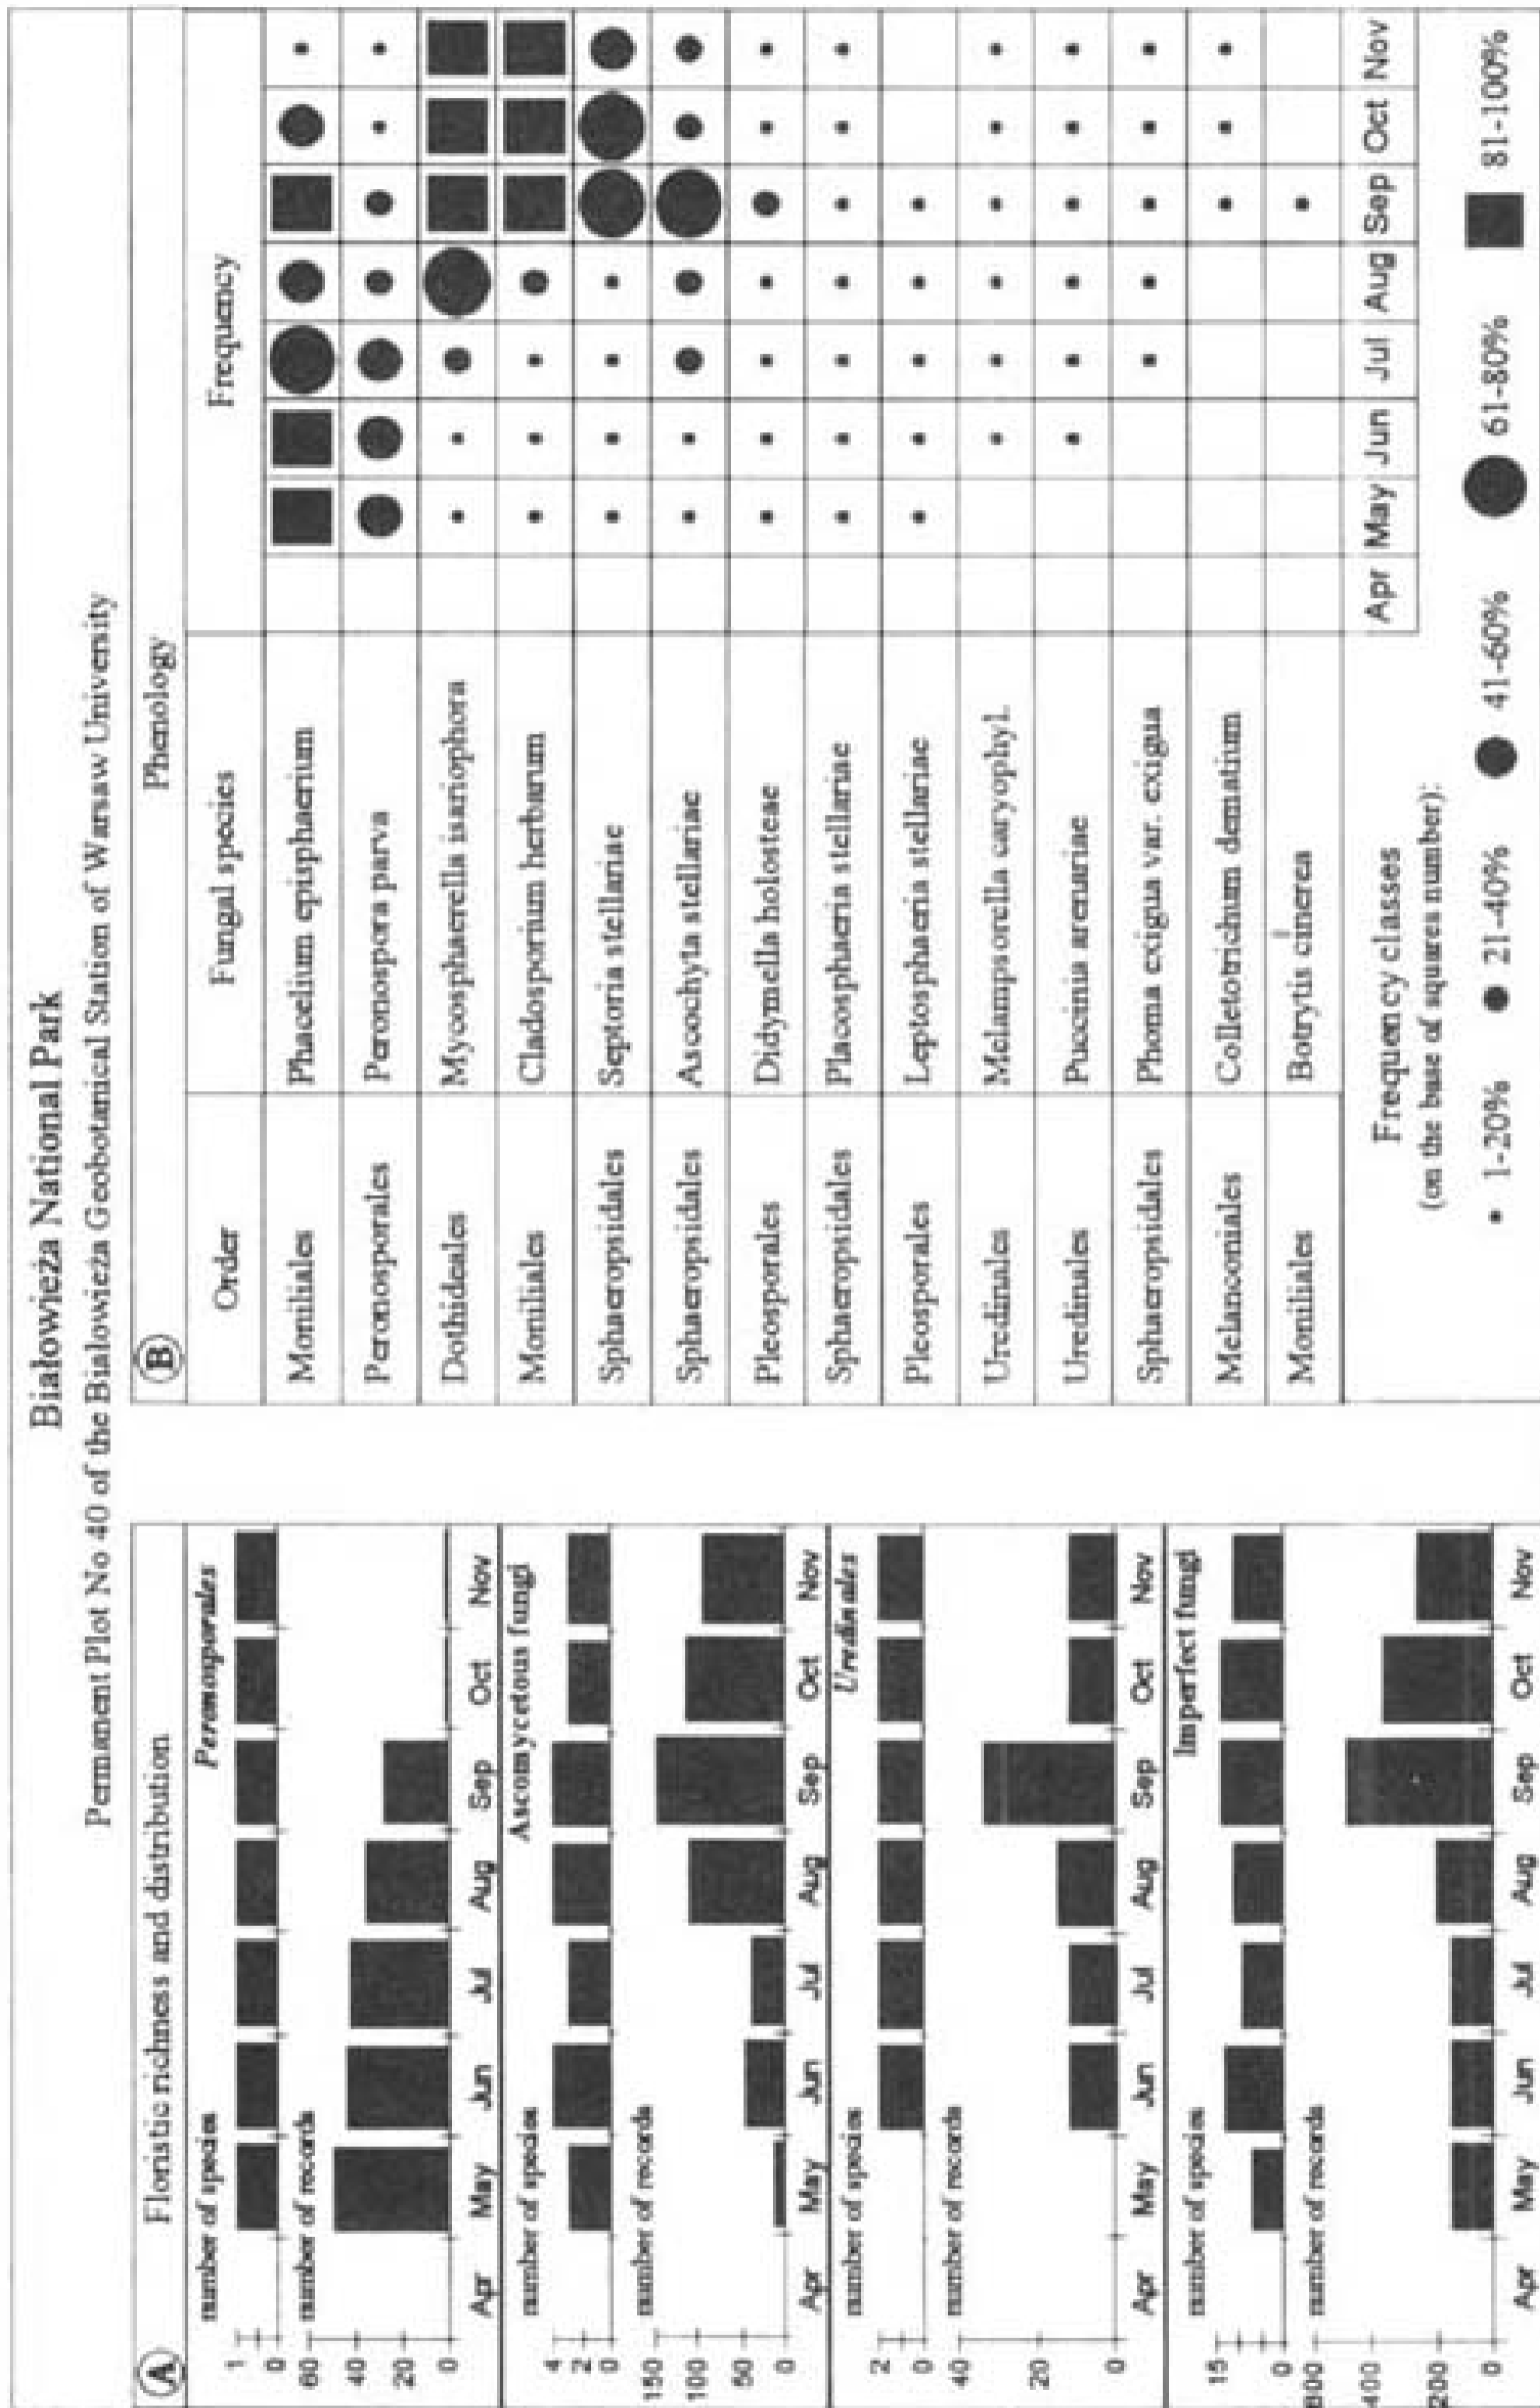 Białowieża National Park
Permanent Plot No 40 of the Białowieża Geobotanical Station of Warsaw University
A Floristic richness and distribution
number of species
Peronosporales
1
0
number of records
60
40
20
0
Apr May Jun Jul Aug Sep Oct Nov
number of species
Ascomycetous fungi
4
2
0
number of records
150
100
50
0
Apr May Jun Jul Aug Sep Oct Nov
number of species
Uredinales
2
0
number of records
40
20
0
Apr May Jun Jul Aug Sep Oct Nov
number of species
Imperfect fungi
15
0
number of records
400
200
0
Apr May Jun Jul Aug Sep Oct Nov
B Phenology
Order Fungal species Frequency
Moniliales Phacelium episphaerium
Peronosporales Peronospora parva
Dothideales Mycosphaerella isariophora
Moniliales Cladosporium herbarum
Sphaeropsidales Septoria stellariae
Sphaeropsidales Ascochyta stellariae
Pleosporales Didymella holosteae
Sphaeropsidales Placosphaeria stellariae
Pleosporales Leptosphaeria stellariae
Uredinales Melampsorella caryophyl.
Uredinales Puccinia arenariae
Sphaeropsidales Phoma exigua var. exigua
Melanconiales Colletotrichum dematium
Moniliales Botrytis cinerea
Apr May Jun Jul Aug Sep Oct Nov
Frequency classes
(on the base of squares number):
1-20% 21-40% 41-60% 61-80% 81-100%